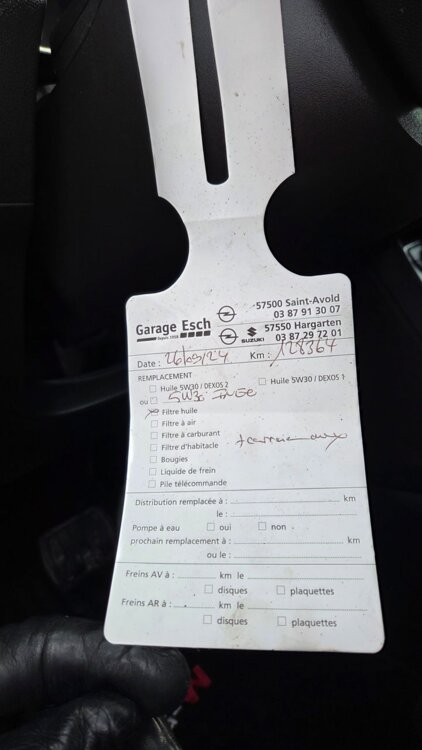 Garage Esch
Depuis 1958
SUZUKI
57500 Saint-Avold
03 87 91 30 07
57550 Hargarten
03 87 29 72 01
Date : 26/09/24 Km : 128364
REMPLACEMENT
Huile 5W30 / DEXOS 2 Huile 5W30 / DEXOS 1
ou 5W30
Filtre huile
Filtre à air
Filtre à carburant
Filtre d'habitacle
Bougies
Liquide de frein
Pile télécommande
Distribution remplacée à : km
le :
Pompe à eau oui non
prochain remplacement à : km
ou le :
Freins AV à : km le
disques plaquettes
Freins AR à : km le
disques plaquettes